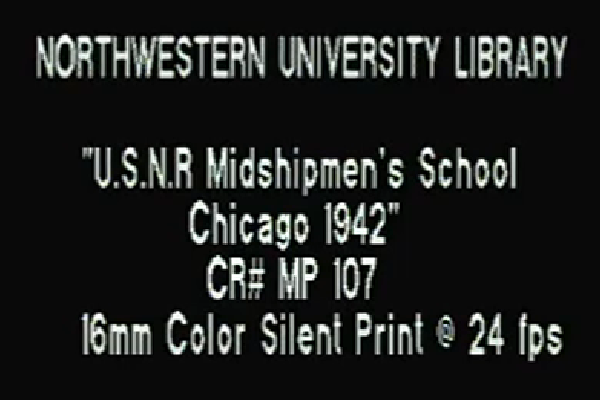 NORTHWESTERN UNIVERSITY LIBRARY
"U.S.N.R Midshipmen's School
Chicago 1942"
CR# MP 107
16mm Color Silent Print @ 24 fps